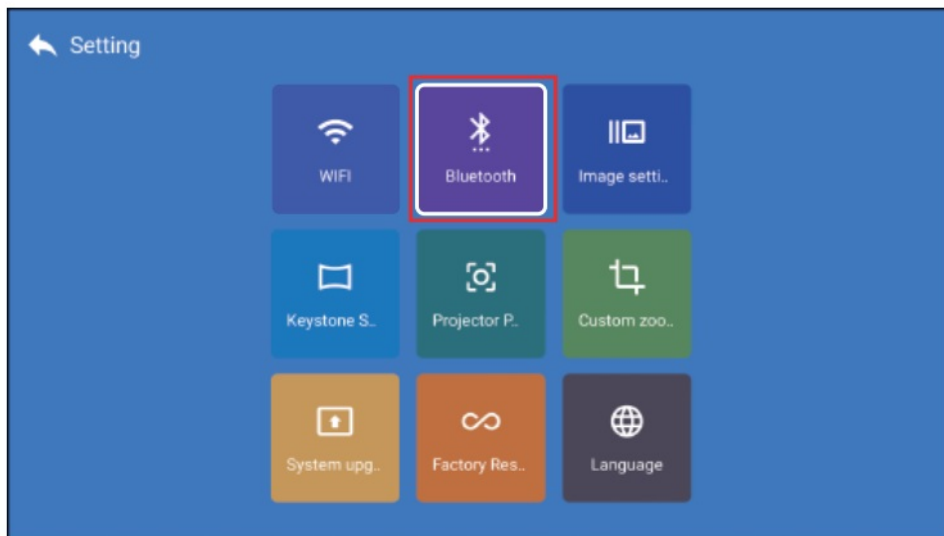 Setting
WIFI
Bluetooth
Image setti..
Keystone S..
Projector P..
Custom zoo..
System upg..
Factory Res..
Language